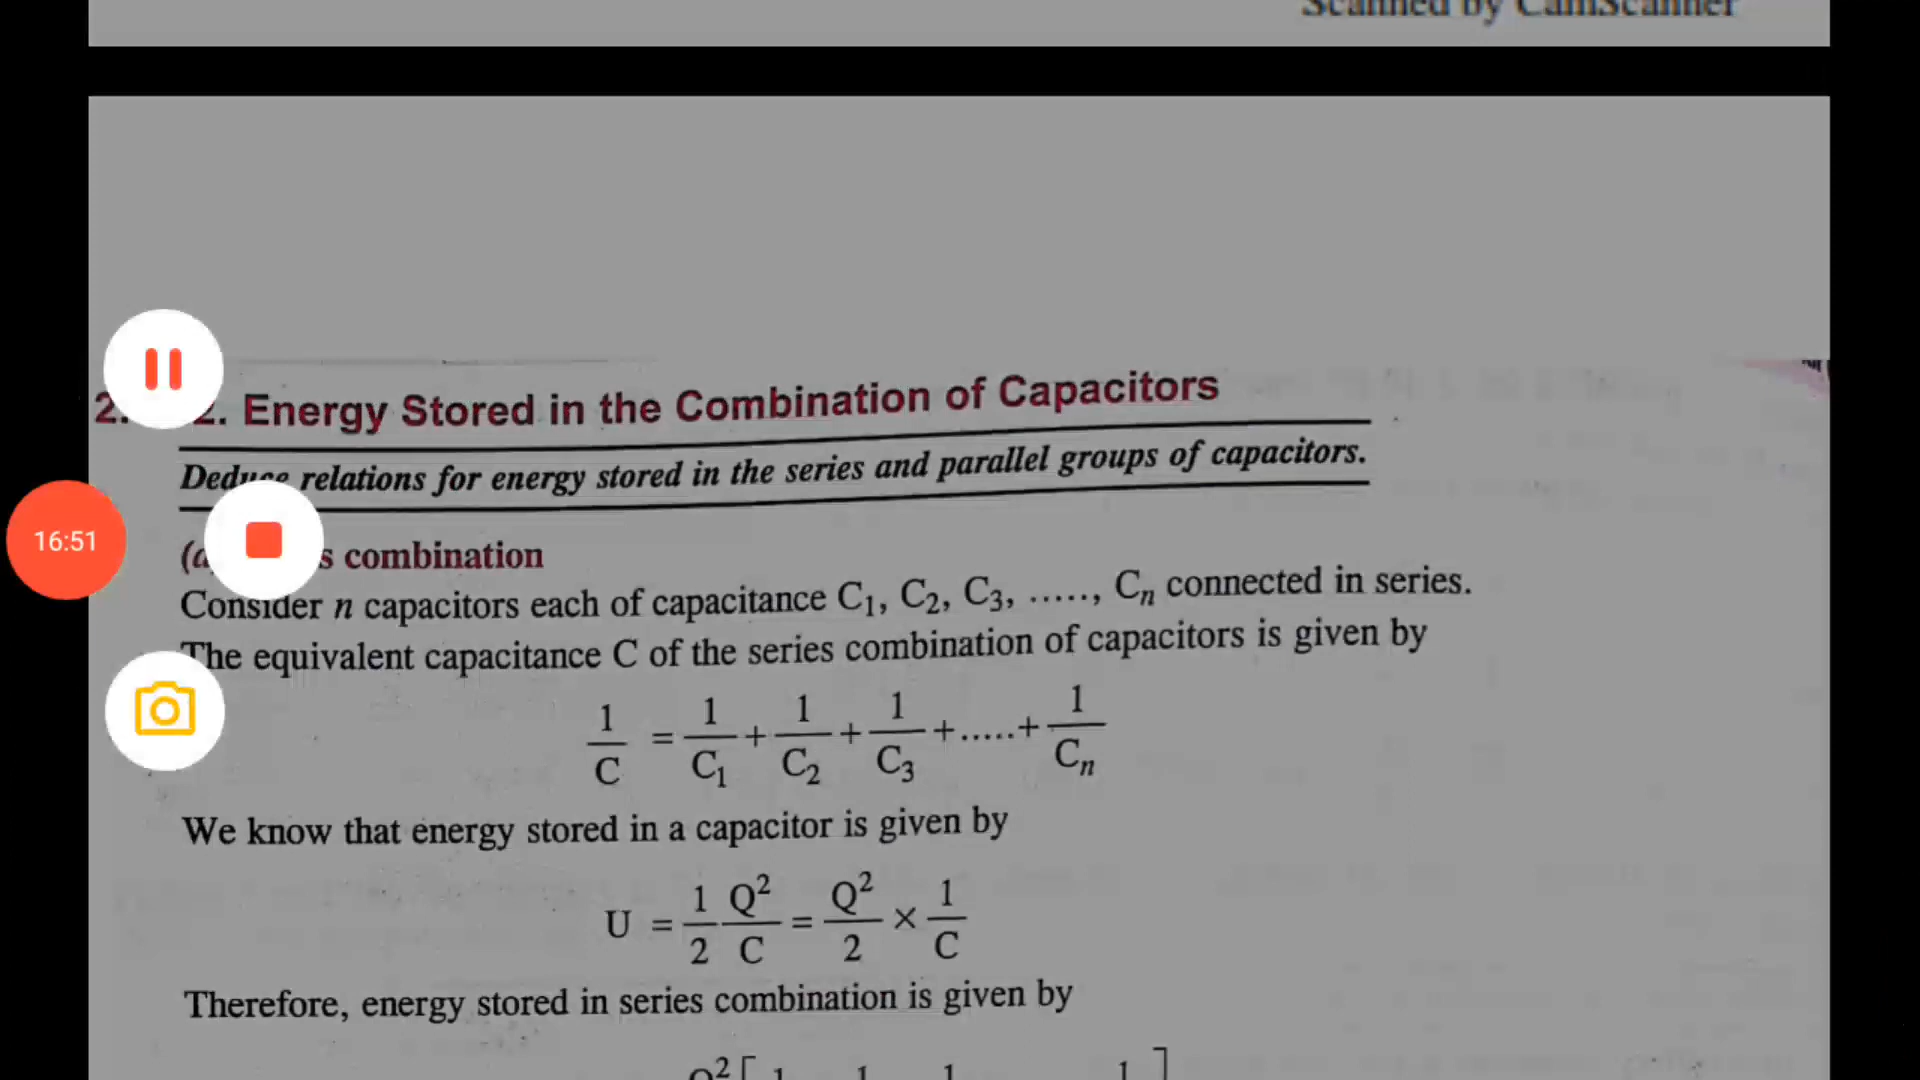 Scanned by CamScanner
2. 2. Energy Stored in the Combination of Capacitors
Deduce relations for energy stored in the series and parallel groups of capacitors.
16:51
(a s combination
Consider n capacitors each of capacitance C₁, C₂, C₃, ....., Cₙ connected in series.
The equivalent capacitance C of the series combination of capacitors is given by
1/C = 1/C₁ + 1/C₂ + 1/C₃ + ..... + 1/Cₙ
We know that energy stored in a capacitor is given by
U = 1/2 Q²/C = Q²/2 × 1/C
Therefore, energy stored in series combination is given by